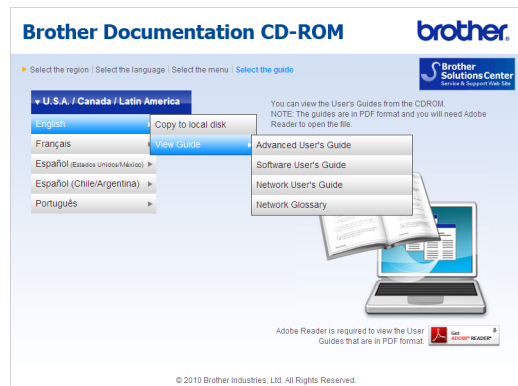 Brother Documentation CD-ROM
brother.
Select the region | Select the language | Select the menu | Select the guide
Brother
Solutions Center
Service & Support Web Site
U.S.A. / Canada / Latin America
You can view the User's Guides from the CDROM.
NOTE: The guides are in PDF format and you will need Adobe
Reader to open the file.
English
Copy to local disk
Français
View Guide
Advanced User's Guide
Español (Estados Unidos/México)
Software User's Guide
Español (Chile/Argentina)
Network User's Guide
Português
Network Glossary
Adobe Reader is required to view the User
Guides that are in PDF format.
Get
ADOBE® READER®
© 2010 Brother Industries, Ltd. All Rights Reserved.